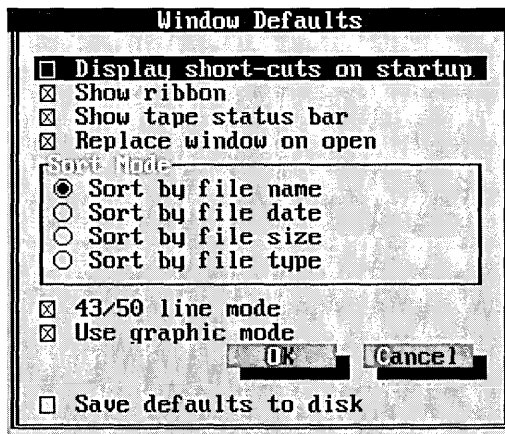 Window Defaults
Display short-cuts on startup
Show ribbon
Show tape status bar
Replace window on open
Sort Mode
Sort by file name
Sort by file date
Sort by file size
Sort by file type
43/50 line mode
Use graphic mode
OK Cancel
Save defaults to disk